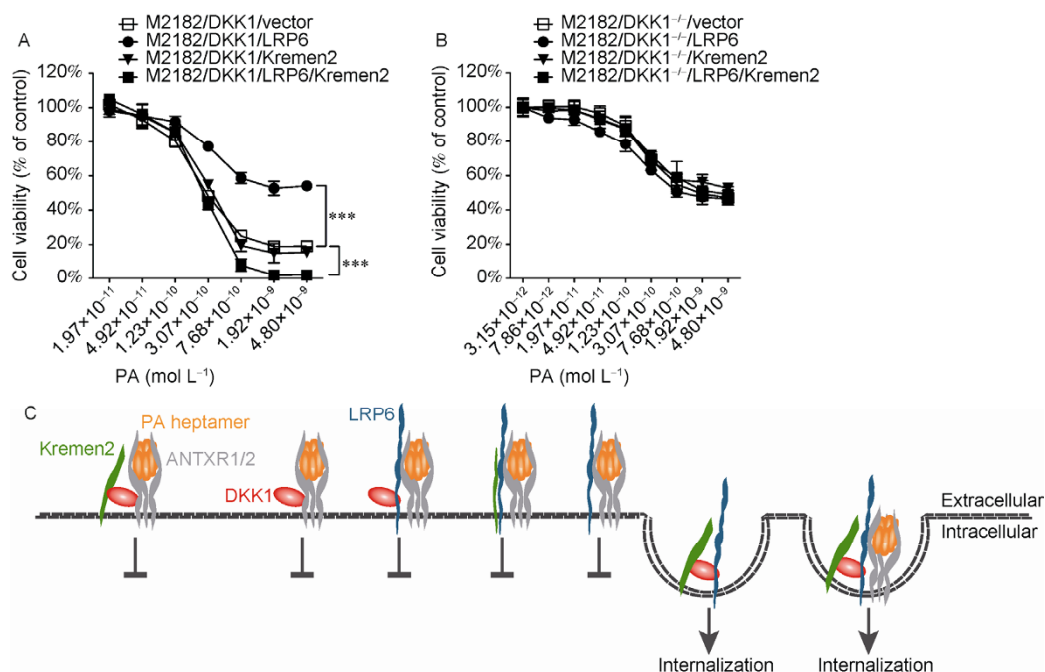 A
M2182/DKK1/vector
M2182/DKK1/LRP6
M2182/DKK1/Kremen2
M2182/DKK1/LRP6/Kremen2
Cell viability (% of control)
120%
100%
80%
60%
40%
20%
0%
***
***
1.97×10⁻¹¹
4.92×10⁻¹¹
1.23×10⁻¹⁰
3.07×10⁻¹⁰
7.68×10⁻¹⁰
1.92×10⁻⁹
4.80×10⁻⁹
PA (mol L⁻¹)
B
M2182/DKK1⁻/⁻/vector
M2182/DKK1⁻/⁻/LRP6
M2182/DKK1⁻/⁻/Kremen2
M2182/DKK1⁻/⁻/LRP6/Kremen2
Cell viability (% of control)
120%
100%
80%
60%
40%
20%
0%
3.15×10⁻¹²
7.86×10⁻¹²
1.97×10⁻¹¹
4.92×10⁻¹¹
1.23×10⁻¹⁰
3.07×10⁻¹⁰
7.68×10⁻¹⁰
1.92×10⁻⁹
4.80×10⁻⁹
PA (mol L⁻¹)
C
LRP6
PA heptamer
Kremen2
ANTXR1/2
DKK1
Extracellular
Intracellular
Internalization
Internalization